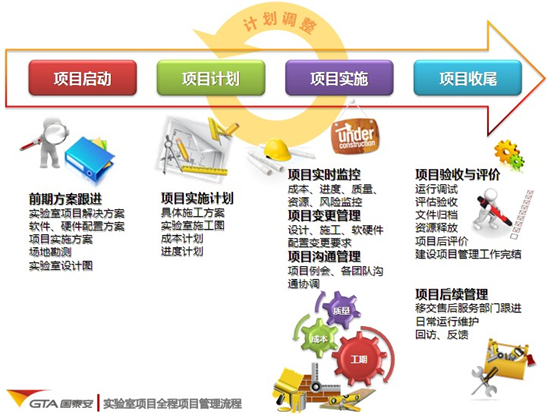 计划调整
项目启动
项目计划
项目实施
项目收尾
前期方案跟进
实验室项目解决方案
软件、硬件配置方案
项目实施方案
场地勘测
实验室设计图
项目实施计划
具体施工方案
实验室施工图
成本计划
进度计划
under
construction
项目实时监控
成本、进度、质量、
资源、风险监控
项目变更管理
设计、施工、软硬件
配置变更要求
项目沟通管理
项目例会、各团队沟
通协调
质量
成本
工期
项目验收与评价
运行调试
评估验收
文件归档
资源释放
项目后评价
建设项目管理工作完结
项目后续管理
移交售后服务部门跟进
日常运行维护
回访、反馈
GTA 国泰安
实验室项目全程项目管理流程